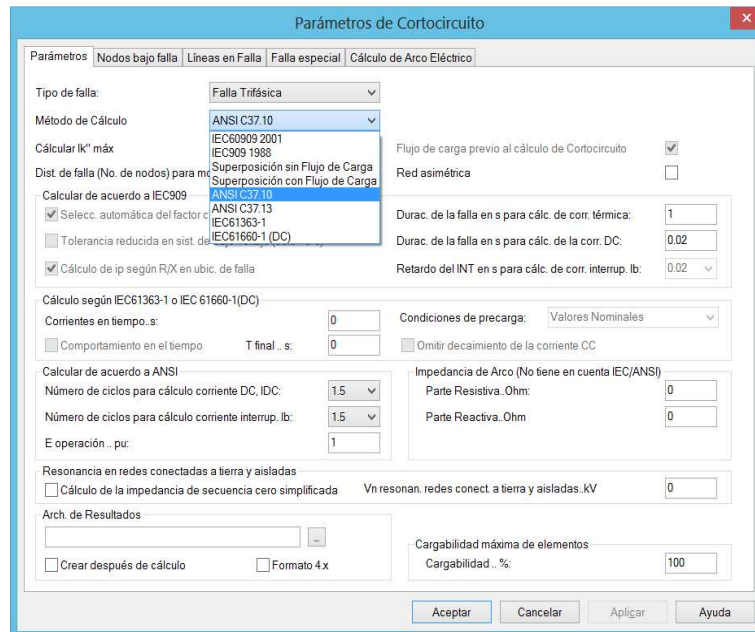 Parámetros de Cortocircuito
x
Parámetros Nodos bajo falla Líneas en Falla Falla especial Cálculo de Arco Eléctrico
Tipo de falla: Falla Trifásica
Método de Cálculo ANSI C37.10
IEC60909 2001
IEC909 1988
Superposición sin Flujo de Carga
Superposición con Flujo de Carga
ANSI C37.10
ANSI C37.13
IEC61363-1
IEC61660-1 (DC)
Cálcular Ik" máx Flujo de carga previo al cálculo de Cortocircuito
Dist. de falla (No. de nodos) para Red asimétrica
Calcular de acuerdo a IEC909
Selecc. automática del factor c Durac. de la falla en s para cálc. de corr. térmica: 1
Tolerancia reducida en sist. de Durac. de la falla en s para cálc. de la corr. DC: 0.02
Cálculo de ip según R/X en ubic. de falla Retardo del INT en s para cálc. de corr. interrup. Ib: 0.02
Cálculo según IEC61363-1 o IEC 61660-1(DC)
Corrientes en tiempo..s: 0 Condiciones de precarga: Valores Nominales
Comportamiento en el tiempo T final .. s: 0 Omitir decaimiento de la corriente CC
Calcular de acuerdo a ANSI Impedancia de Arco (No tiene en cuenta IEC/ANSI)
Número de ciclos para cálculo corriente DC, IDC: 1.5 Parte Resistiva..Ohm: 0
Número de ciclos para cálculo corriente interrup. Ib: 1.5 Parte Reactiva..Ohm 0
E operación .. pu: 1
Resonancia en redes conectadas a tierra y aisladas
Cálculo de la impedancia de secuencia cero simplificada Vn resonan. redes conect. a tierra y aisladas..kV 0
Arch. de Resultados
...
Crear después de cálculo Formato 4.x
Cargabilidad máxima de elementos
Cargabilidad .. %: 100
Aceptar Cancelar Aplicar Ayuda